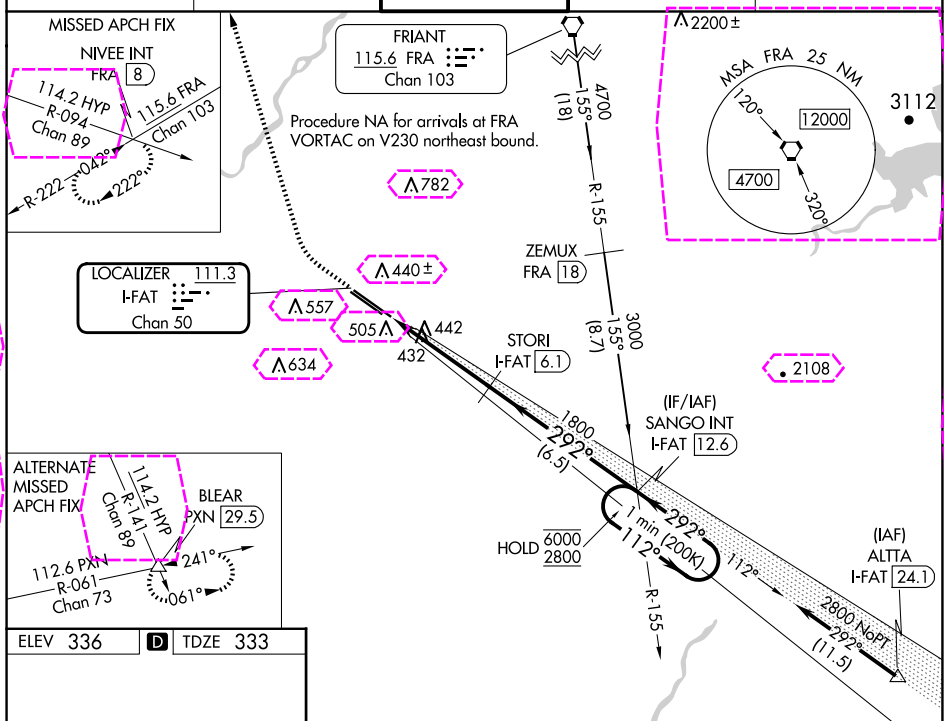 MISSED APCH FIX
NIVEE INT
FRA 8
114.2 HYP
R-094
Chan 89
115.6 FRA
Chan 103
R-222
042°
222°
FRIANT
115.6 FRA
Chan 103
Procedure NA for arrivals at FRA
VORTAC on V230 northeast bound.
4700
155°
(18)
R-155
2200±
MSA FRA 25 NM
120°
12000
4700
320°
3112
782
ZEMUX
FRA 18
LOCALIZER 111.3
I-FAT
Chan 50
440±
557
505
442
432
634
STORI
I-FAT 6.1
3000
155°
(8.7)
2108
(IF/IAF)
SANGO INT
I-FAT 12.6
1800
292°
(6.5)
ALTERNATE
MISSED
APCH FIX
114.2 HYP
R-141
Chan 89
BLEAR
PXN 29.5
112.6 PXN
R-061
Chan 73
241°
061°
HOLD 6000
2800
1 min (200K)
292°
112°
112°
R-155
(IAF)
ALTTA
I-FAT 24.1
2800 NoPT
292°
(11.5)
ELEV 336 D TDZE 333